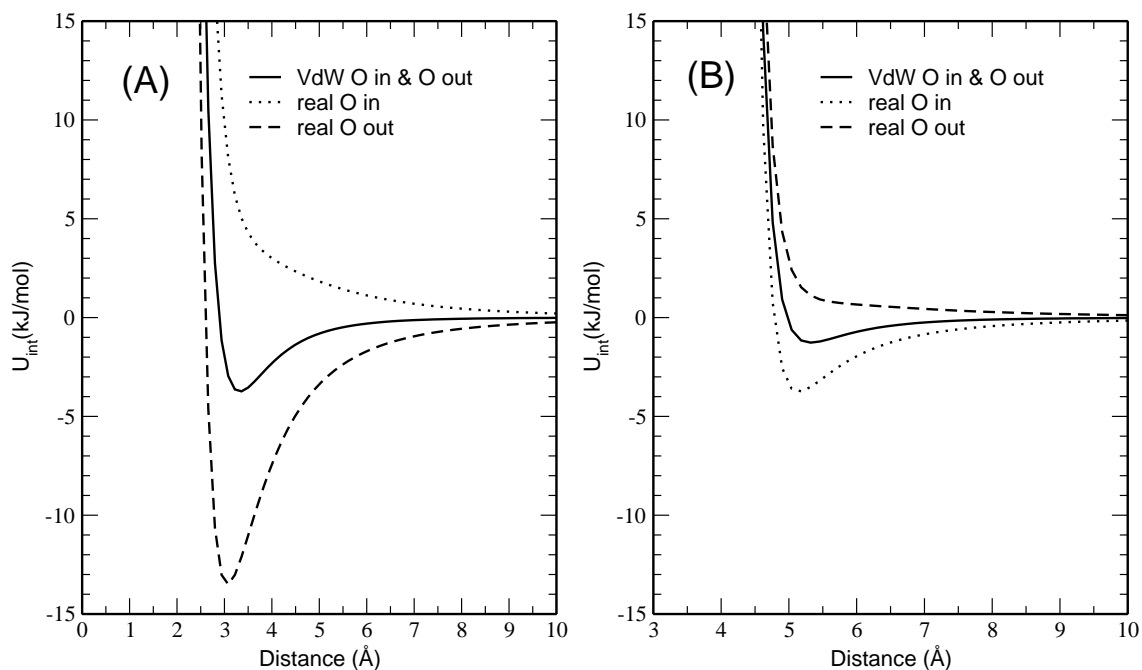 (A)
VdW O in & O out
real O in
real O out
15
10
5
0
-5
-10
-15
U_int(kJ/mol)
0 1 2 3 4 5 6 7 8 9 10
Distance (Å)
(B)
VdW O in & O out
real O in
real O out
15
10
5
0
-5
-10
-15
U_int(kJ/mol)
3 4 5 6 7 8 9 10
Distance (Å)